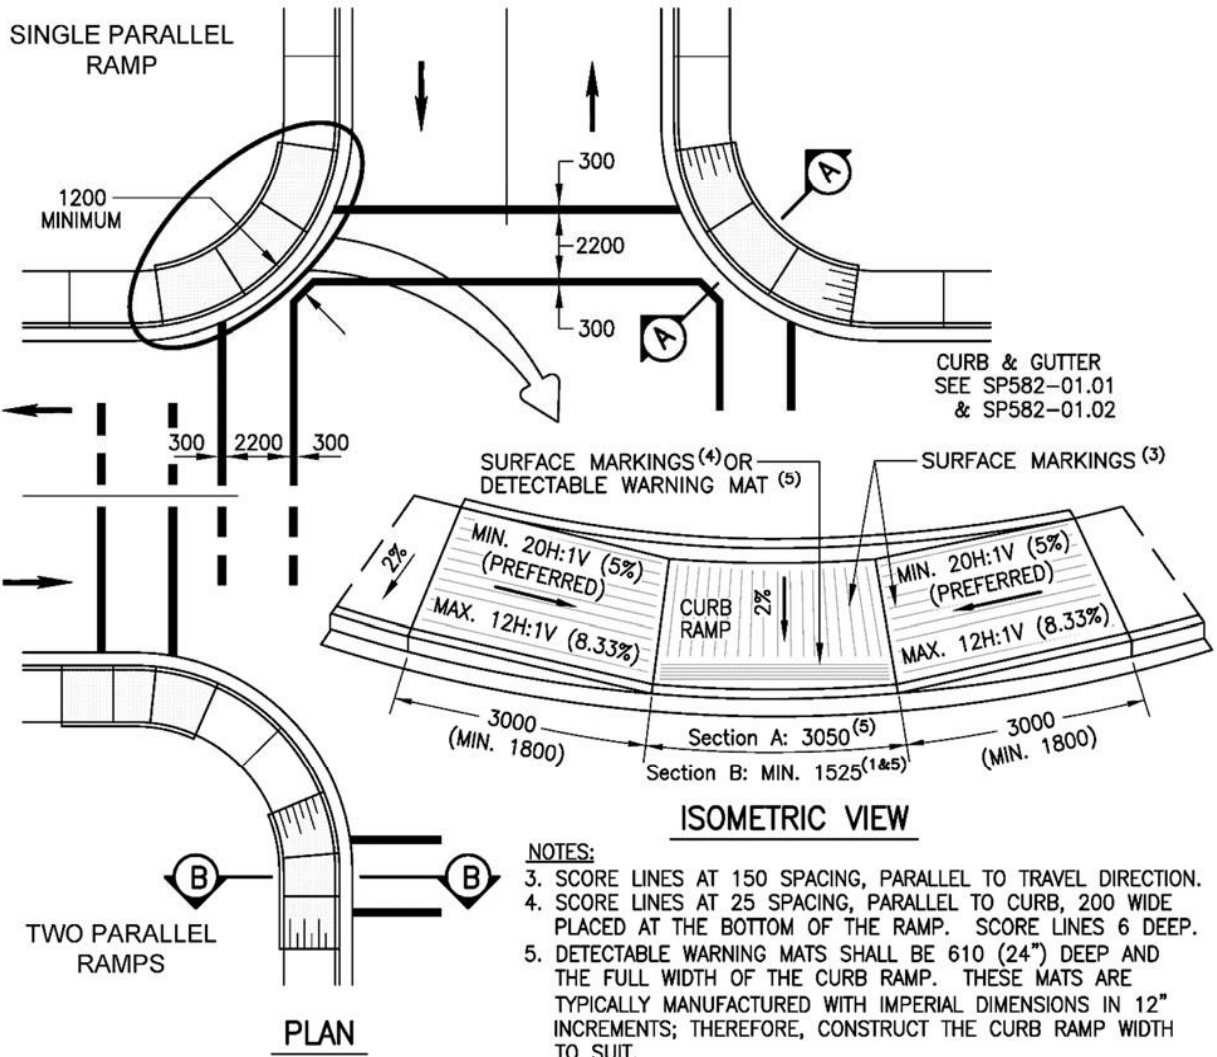 SINGLE PARALLEL
RAMP
1200
MINIMUM
300
2200
300
A
A
CURB & GUTTER
SEE SP582-01.01
& SP582-01.02
300 2200 300
SURFACE MARKINGS (4) OR
DETECTABLE WARNING MAT (5)
SURFACE MARKINGS (3)
2%
MIN. 20H:1V (5%)
(PREFERRED)
MAX. 12H:1V (8.33%)
CURB
RAMP
2%
MIN. 20H:1V (5%)
(PREFERRED)
MAX. 12H:1V (8.33%)
3000
(MIN. 1800)
Section A: 3050 (5)
Section B: MIN. 1525 (1&5)
3000
(MIN. 1800)
ISOMETRIC VIEW
B
B
TWO PARALLEL
RAMPS
PLAN
NOTES:
3. SCORE LINES AT 150 SPACING, PARALLEL TO TRAVEL DIRECTION.
4. SCORE LINES AT 25 SPACING, PARALLEL TO CURB, 200 WIDE
PLACED AT THE BOTTOM OF THE RAMP. SCORE LINES 6 DEEP.
5. DETECTABLE WARNING MATS SHALL BE 610 (24") DEEP AND
THE FULL WIDTH OF THE CURB RAMP. THESE MATS ARE
TYPICALLY MANUFACTURED WITH IMPERIAL DIMENSIONS IN 12"
INCREMENTS; THEREFORE, CONSTRUCT THE CURB RAMP WIDTH
TO SUIT.